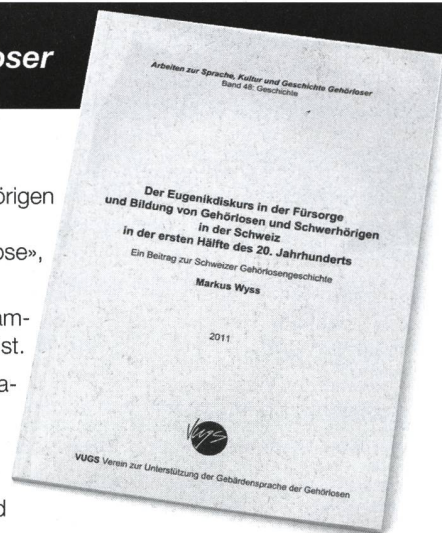 oser
örigen
ose»,
am-
st.
a-
d
Arbeiten zur Sprache, Kultur und Geschichte Gehörloser
Band 48: Geschichte
Der Eugenikdiskurs in der Fürsorge
und Bildung von Gehörlosen und Schwerhörigen
in der Schweiz
in der ersten Hälfte des 20. Jahrhunderts
Ein Beitrag zur Schweizer Gehörlosengeschichte
Markus Wyss
2011
Vugs
VUGS Verein zur Unterstützung der Gebärdensprache der Gehörlosen